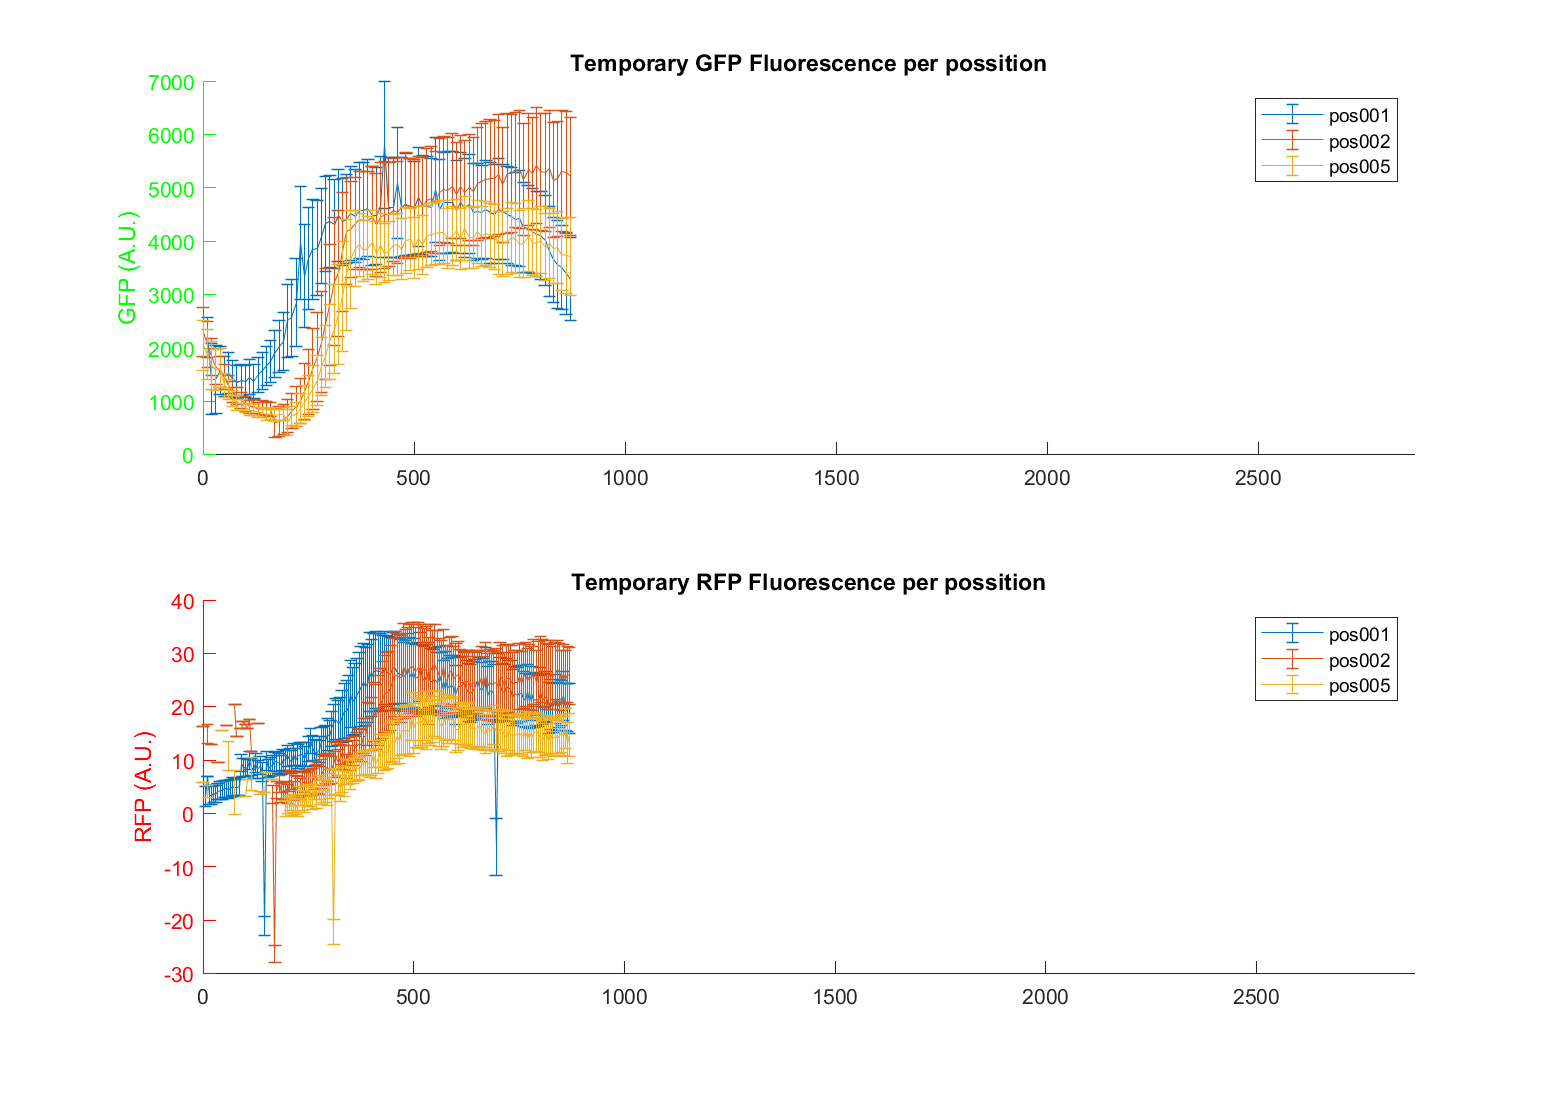 Temporary GFP Fluorescence per possition
7000
6000
5000
4000
3000
2000
1000
0
GFP (A.U.)
0 500 1000 1500 2000 2500
pos001
pos002
pos005
Temporary RFP Fluorescence per possition
40
30
20
10
0
-10
-20
-30
RFP (A.U.)
0 500 1000 1500 2000 2500
pos001
pos002
pos005